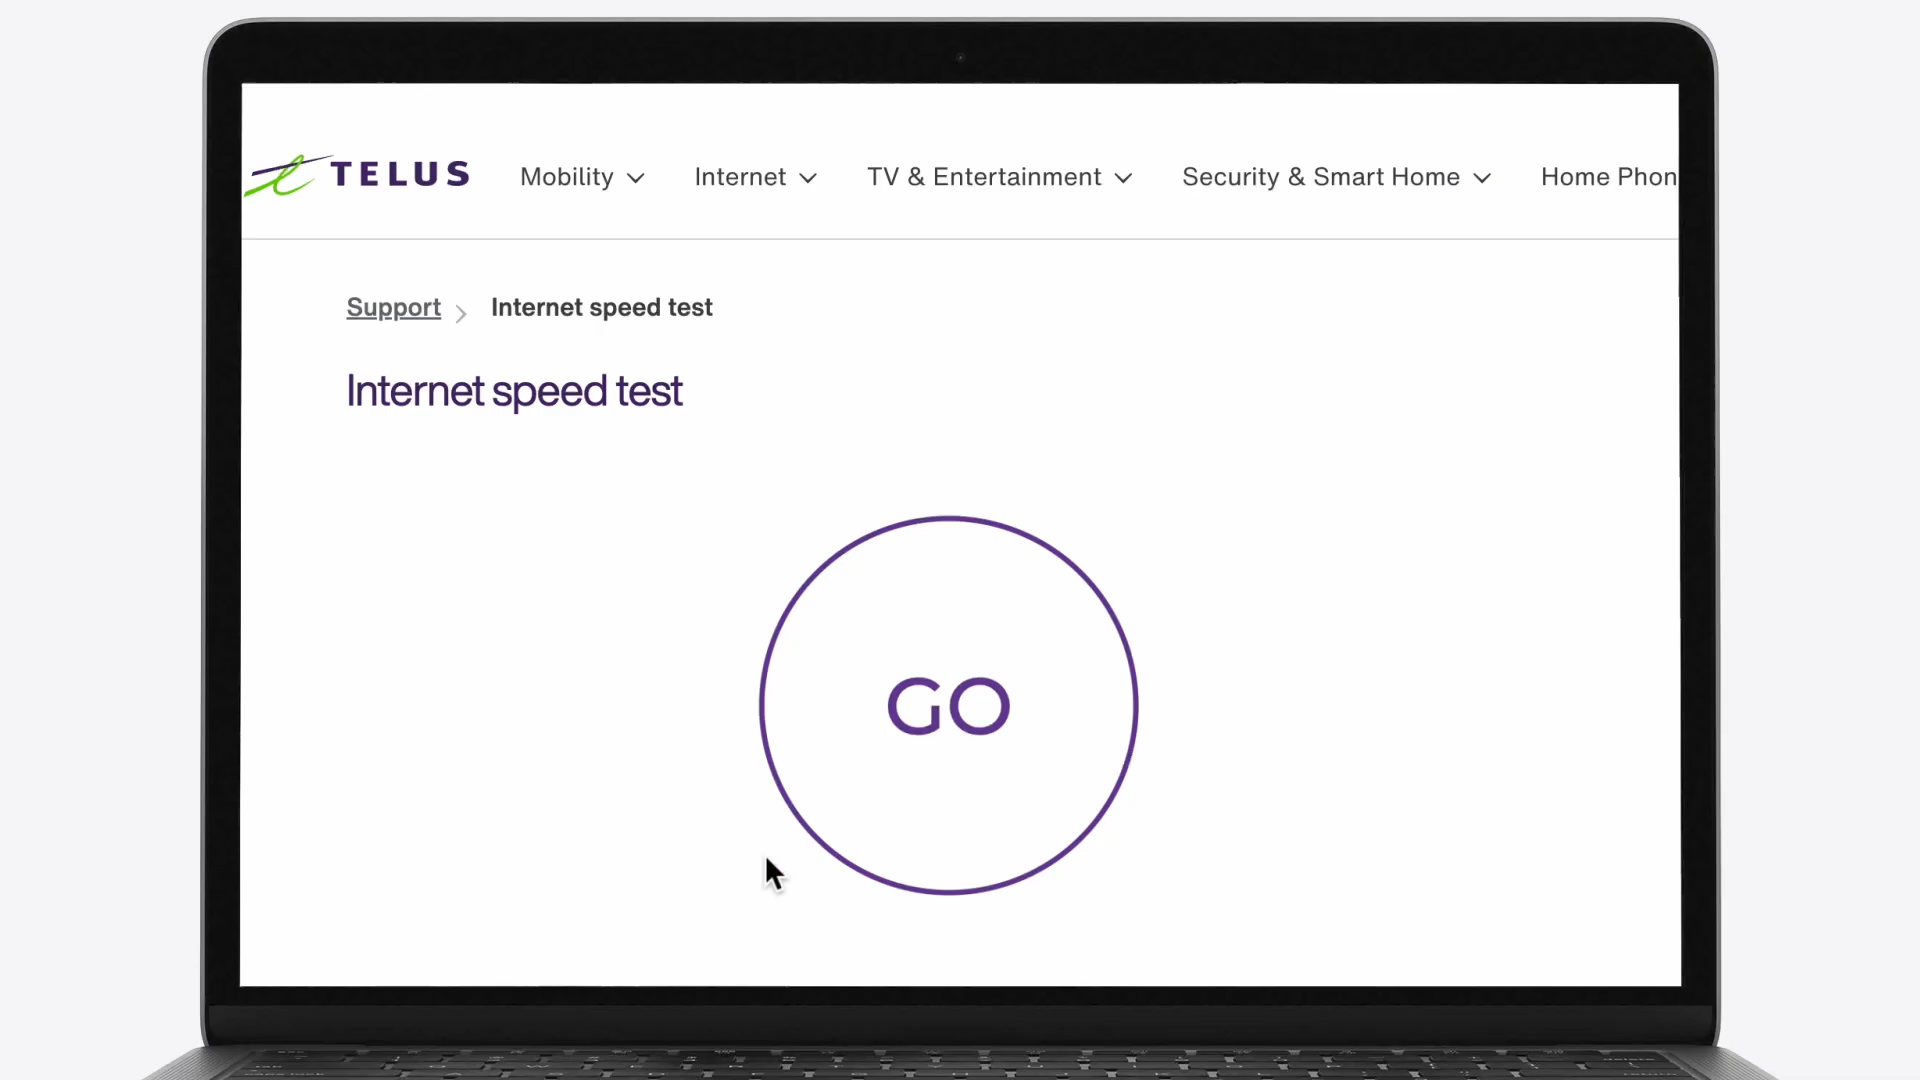 TELUS Mobility Internet TV & Entertainment Security & Smart Home Home Phon
Support Internet speed test
Internet speed test
GO